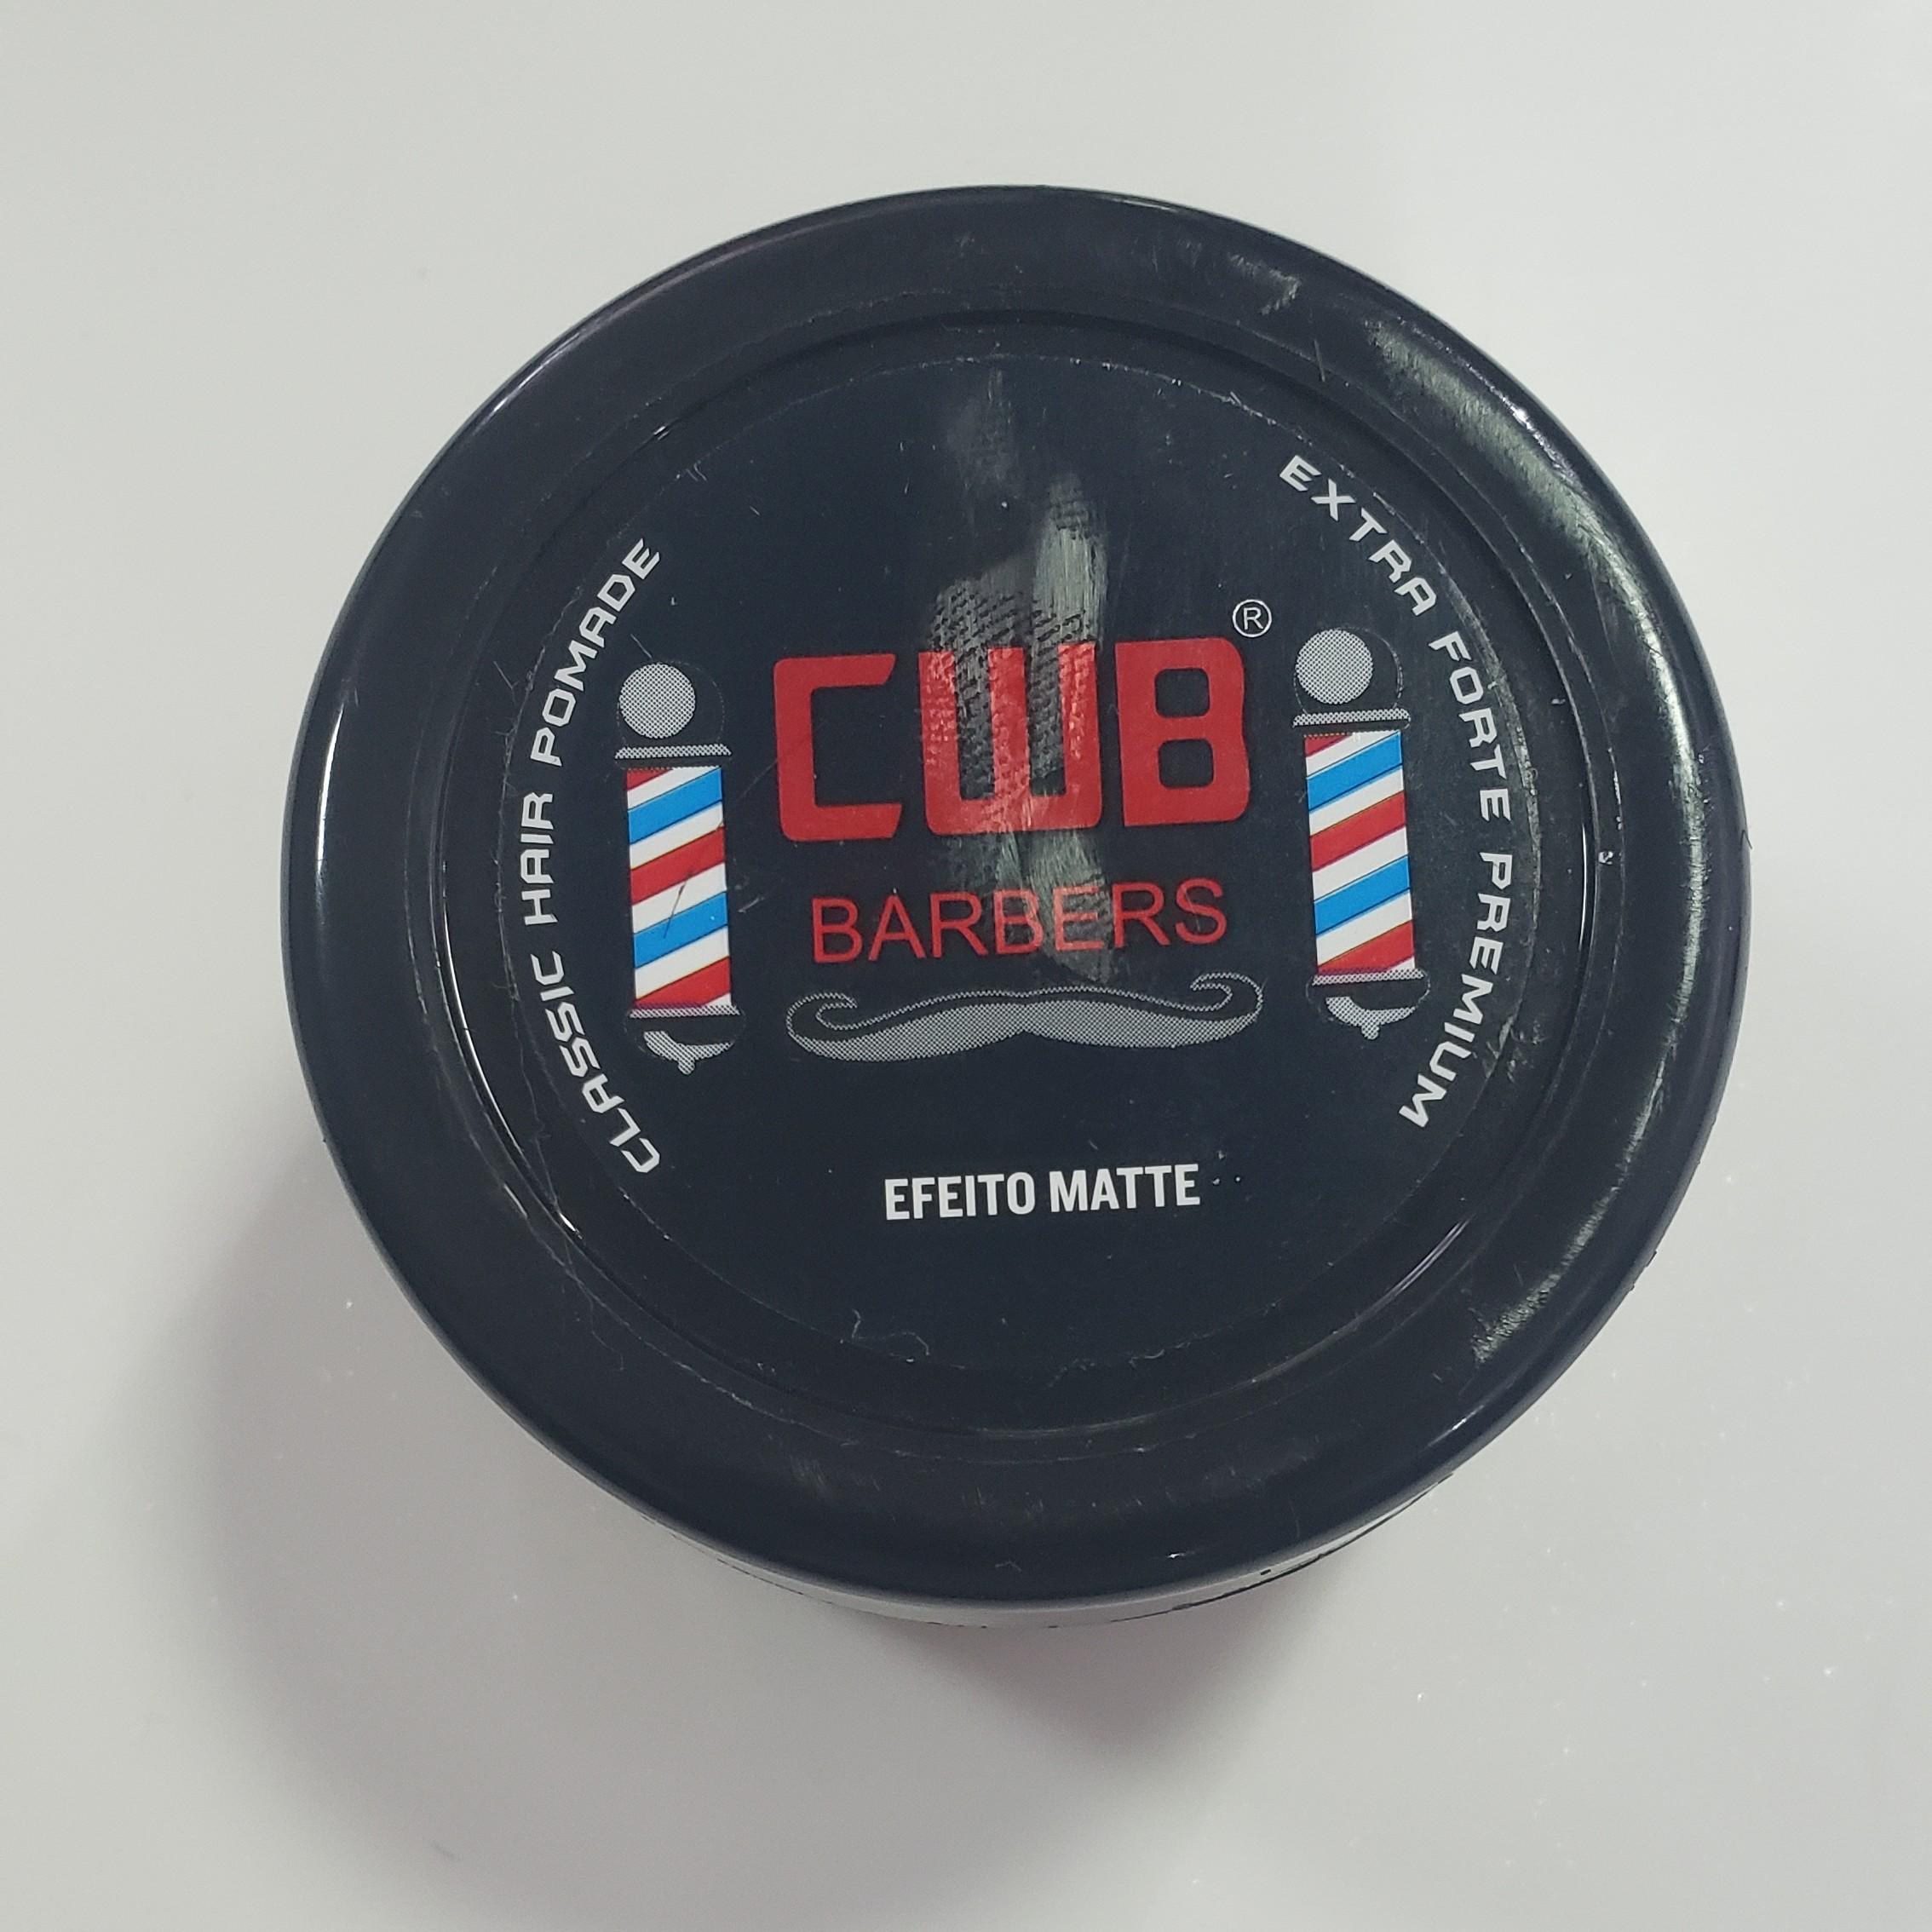 CLASSIC HAIR POMADE
EXTRA FORTE PREMIUM
CWB®
BARBERS
EFEITO MATTE